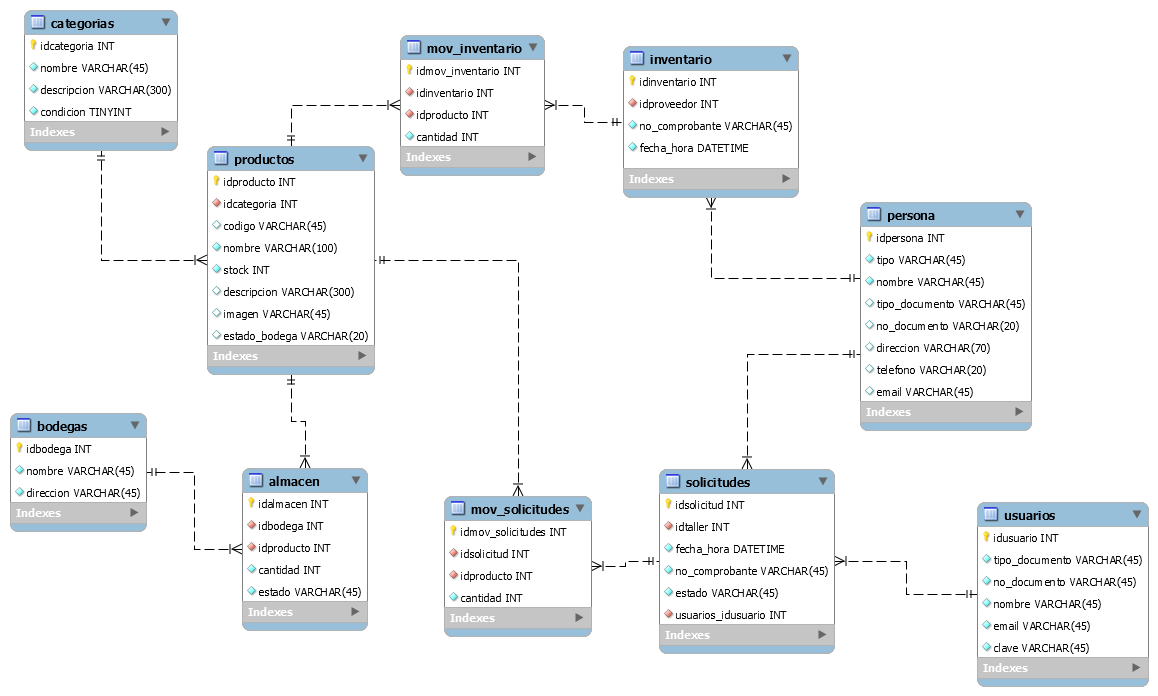 categorias
idcategoria INT
nombre VARCHAR(45)
descripcion VARCHAR(300)
condicion TINYINT
Indexes
mov_inventario
idmov_inventario INT
idinventario INT
idproducto INT
cantidad INT
Indexes
inventario
idinventario INT
idproveedor INT
no_comprobante VARCHAR(45)
fecha_hora DATETIME
Indexes
productos
idproducto INT
idcategoria INT
codigo VARCHAR(45)
nombre VARCHAR(100)
stock INT
descripcion VARCHAR(300)
imagen VARCHAR(45)
estado_bodega VARCHAR(20)
Indexes
persona
idpersona INT
tipo VARCHAR(45)
nombre VARCHAR(45)
tipo_documento VARCHAR(45)
no_documento VARCHAR(20)
direccion VARCHAR(70)
telefono VARCHAR(20)
email VARCHAR(45)
Indexes
bodegas
idbodega INT
nombre VARCHAR(45)
direccion VARCHAR(45)
Indexes
almacen
idalmacen INT
idbodega INT
idproducto INT
cantidad INT
estado VARCHAR(45)
Indexes
mov_solicitudes
idmov_solicitudes INT
idsolicitud INT
idproducto INT
cantidad INT
Indexes
solicitudes
idsolicitud INT
idtaller INT
fecha_hora DATETIME
no_comprobante VARCHAR(45)
estado VARCHAR(45)
usuarios_idusuario INT
Indexes
usuarios
idusuario INT
tipo_documento VARCHAR(45)
no_documento VARCHAR(45)
nombre VARCHAR(45)
email VARCHAR(45)
clave VARCHAR(45)
Indexes